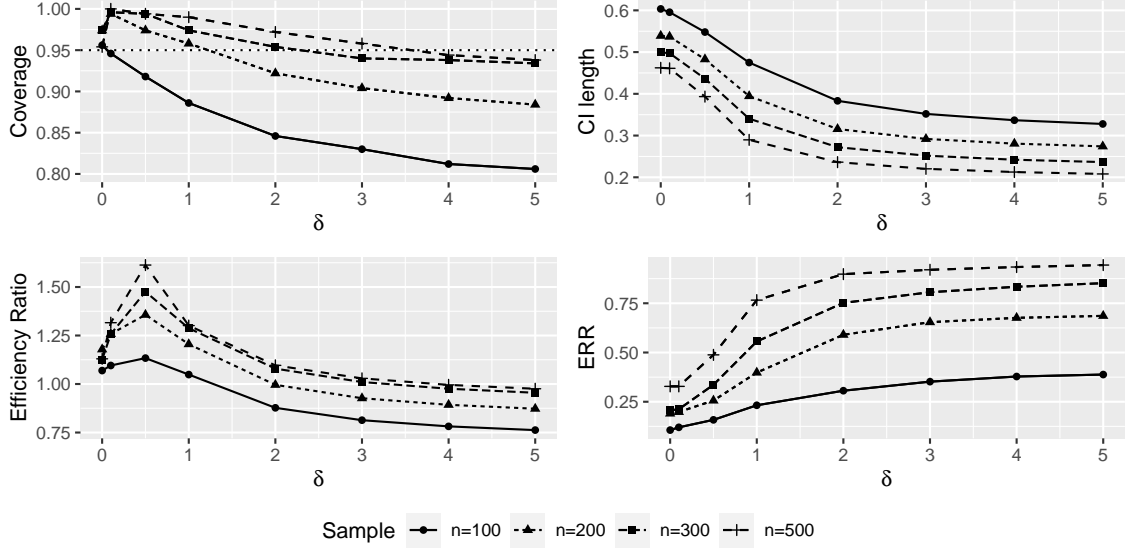 1.00
0.95
0.90
0.85
0.80
Coverage
0 1 2 3 4 5
δ
0.6
0.5
0.4
0.3
0.2
CI length
0 1 2 3 4 5
δ
1.50
1.25
1.00
0.75
Efficiency Ratio
0 1 2 3 4 5
δ
0.75
0.50
0.25
ERR
0 1 2 3 4 5
δ
Sample n=100 n=200 n=300 n=500